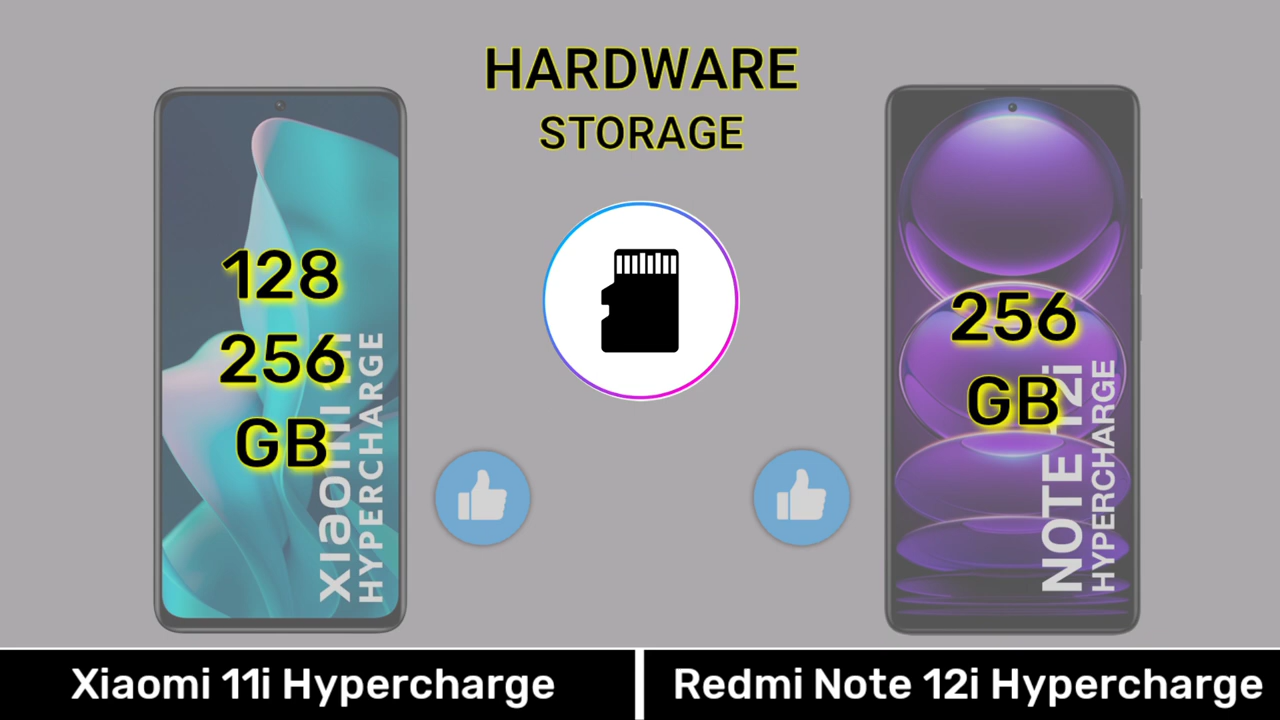 HARDWARE
STORAGE
128
256
GB
Xiaomi 11i
HYPERCHARGE
256
GB
NOTE 12i
HYPERCHARGE
Xiaomi 11i Hypercharge
Redmi Note 12i Hypercharge